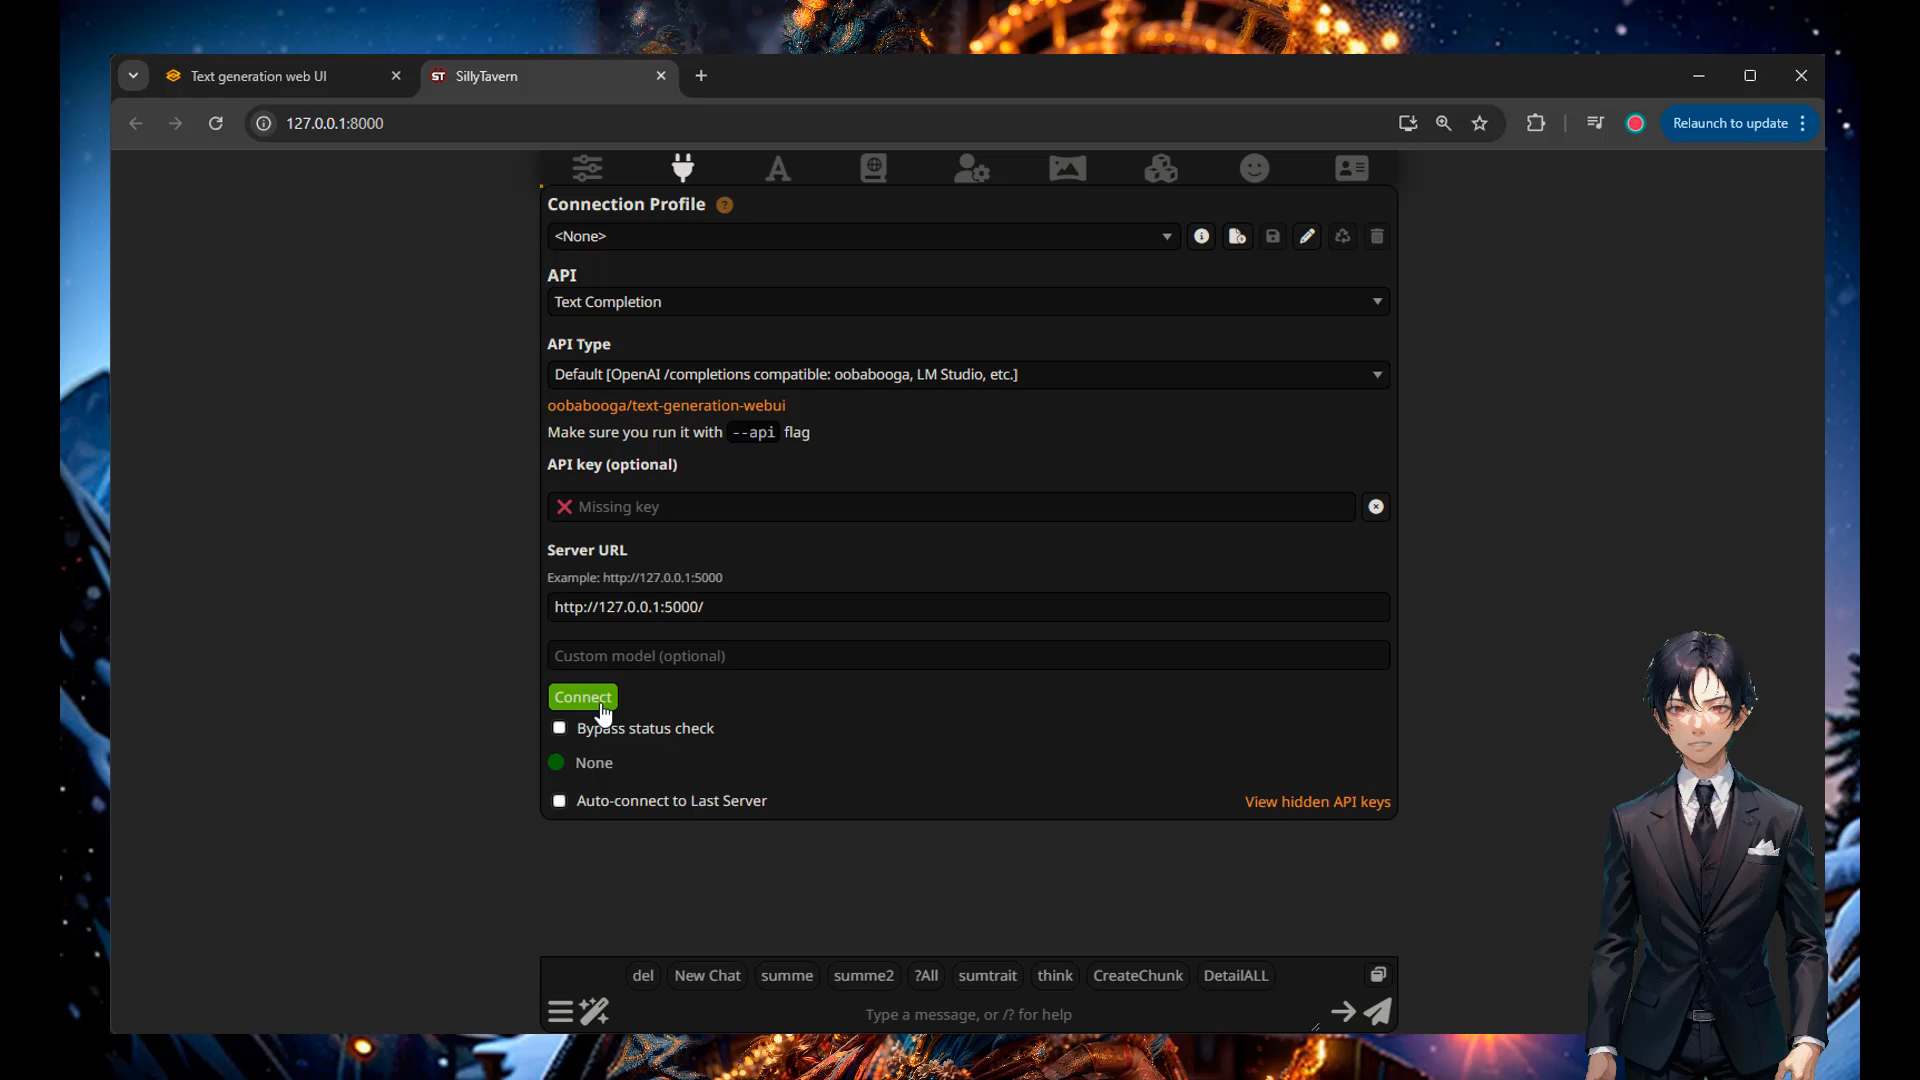 Text generation web UI
ST SillyTavern
127.0.0.1:8000
Relaunch to update
Connection Profile ?
<None>
API
Text Completion
API Type
Default [OpenAI /completions compatible: oobabooga, LM Studio, etc.]
oobabooga/text-generation-webui
Make sure you run it with --api flag
API key (optional)
❌ Missing key
Server URL
Example: http://127.0.0.1:5000
http://127.0.0.1:5000/
Custom model (optional)
Connect
Bypass status check
None
Auto-connect to Last Server
View hidden API keys
del New Chat summe summe2 ?All sumtrait think CreateChunk DetailALL
Type a message, or /? for help